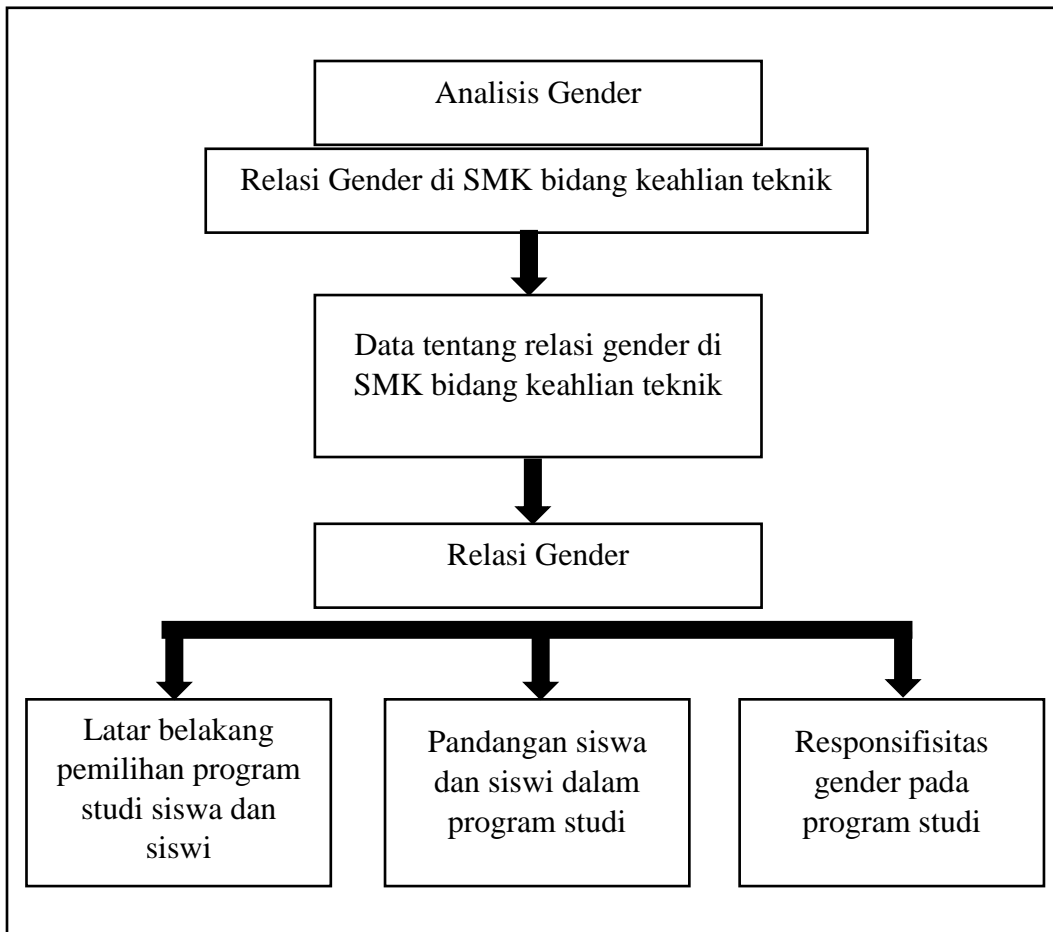 Analisis Gender
Relasi Gender di SMK bidang keahlian teknik
Data tentang relasi gender di
SMK bidang keahlian teknik
Relasi Gender
Latar belakang
pemilihan program
studi siswa dan
siswi
Pandangan siswa
dan siswi dalam
program studi
Responsifisitas
gender pada
program studi